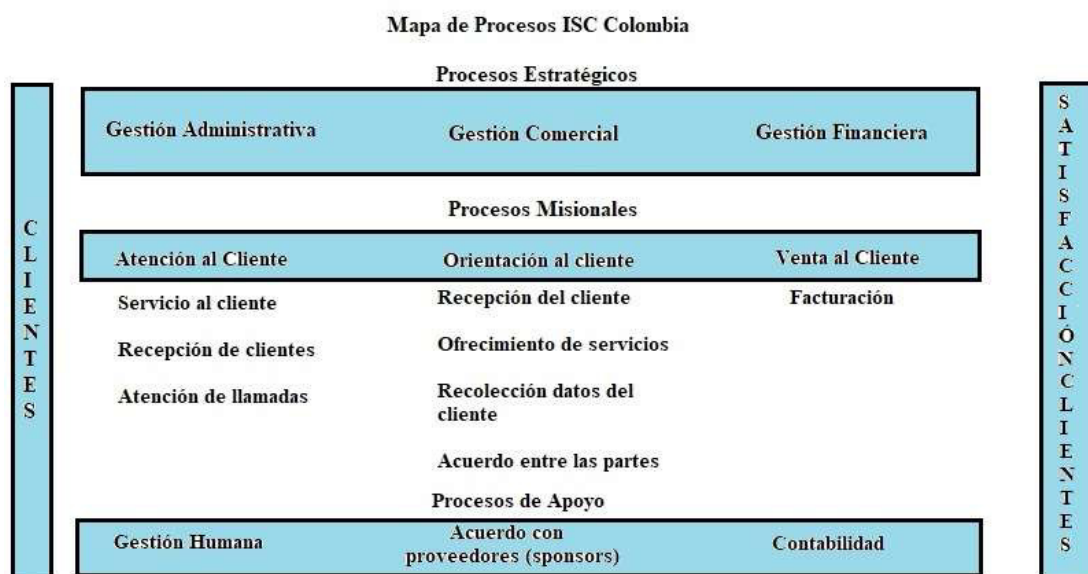 Mapa de Procesos ISC Colombia
Procesos Estratégicos
Gestión Administrativa
Gestión Comercial
Gestión Financiera
Procesos Misionales
Atención al Cliente
Orientación al cliente
Venta al Cliente
Servicio al cliente
Recepción de clientes
Atención de llamadas
Recepción del cliente
Ofrecimiento de servicios
Recolección datos del
cliente
Acuerdo entre las partes
Facturación
Procesos de Apoyo
Gestión Humana
Acuerdo con
proveedores (sponsors)
Contabilidad
CLIENTES
SATISFACCIÓNCLIENTES